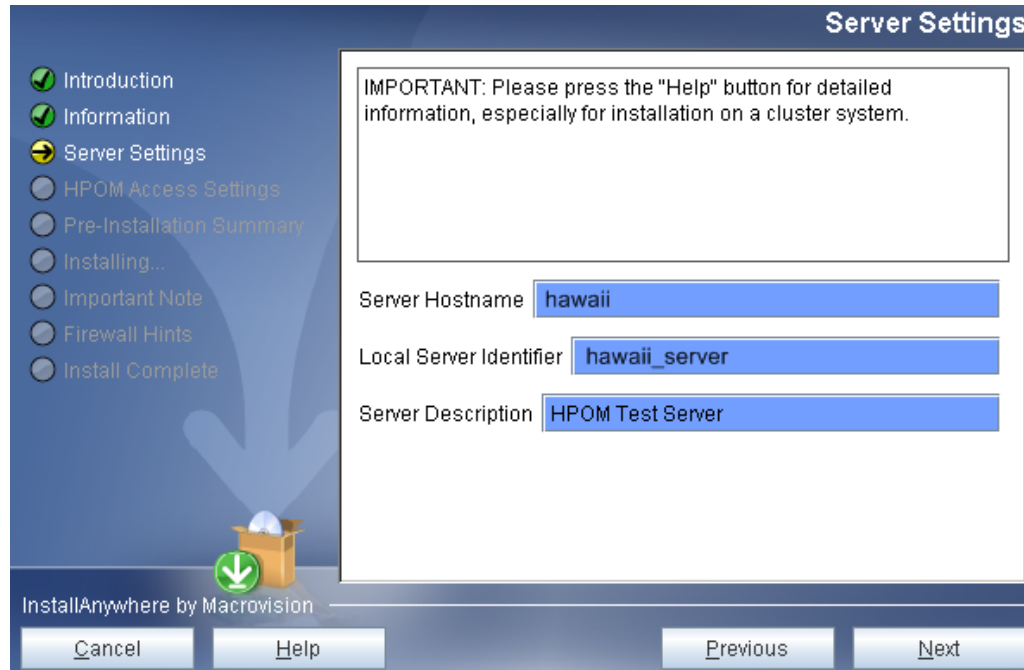 Server Settings
Introduction
Information
Server Settings
HPOM Access Settings
Pre-Installation Summary
Installing...
Important Note
Firewall Hints
Install Complete
IMPORTANT: Please press the "Help" button for detailed
information, especially for installation on a cluster system.
Server Hostname hawaii
Local Server Identifier hawaii_server
Server Description HPOM Test Server
InstallAnywhere by Macrovision
Cancel Help Previous Next